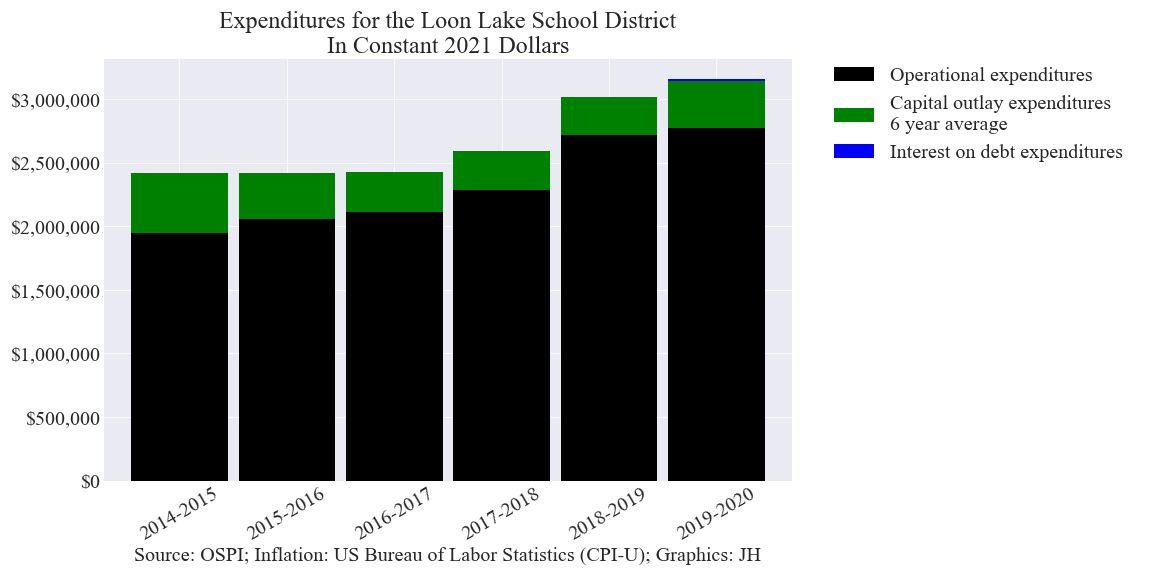 Expenditures for the Loon Lake School District
In Constant 2021 Dollars
Operational expenditures
Capital outlay expenditures
6 year average
Interest on debt expenditures
$3,000,000
$2,500,000
$2,000,000
$1,500,000
$1,000,000
$500,000
$0
2014-2015
2015-2016
2016-2017
2017-2018
2018-2019
2019-2020
Source: OSPI; Inflation: US Bureau of Labor Statistics (CPI-U); Graphics: JH